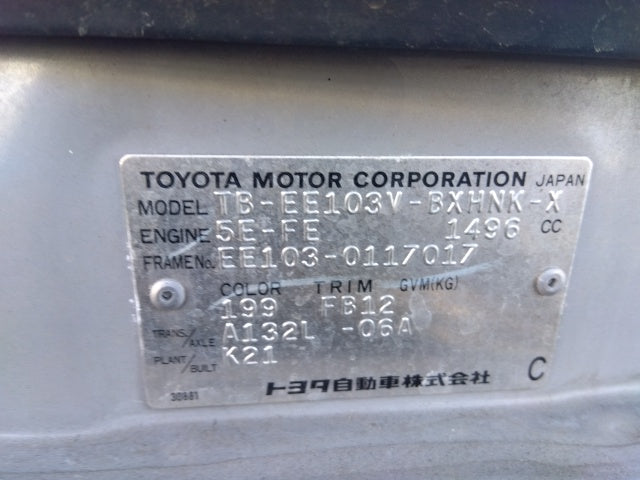 TOYOTA MOTOR CORPORATION JAPAN
MODEL TB-EE103V-BXHNK-X
ENGINE 5E-FE 1496 CC
FRAME No. EE103-0117017
COLOR TRIM GVM(KG)
199 FB12
TRANS./AXLE A132L -06A
PLANT/BUILT K21
トヨタ自動車株式会社 C